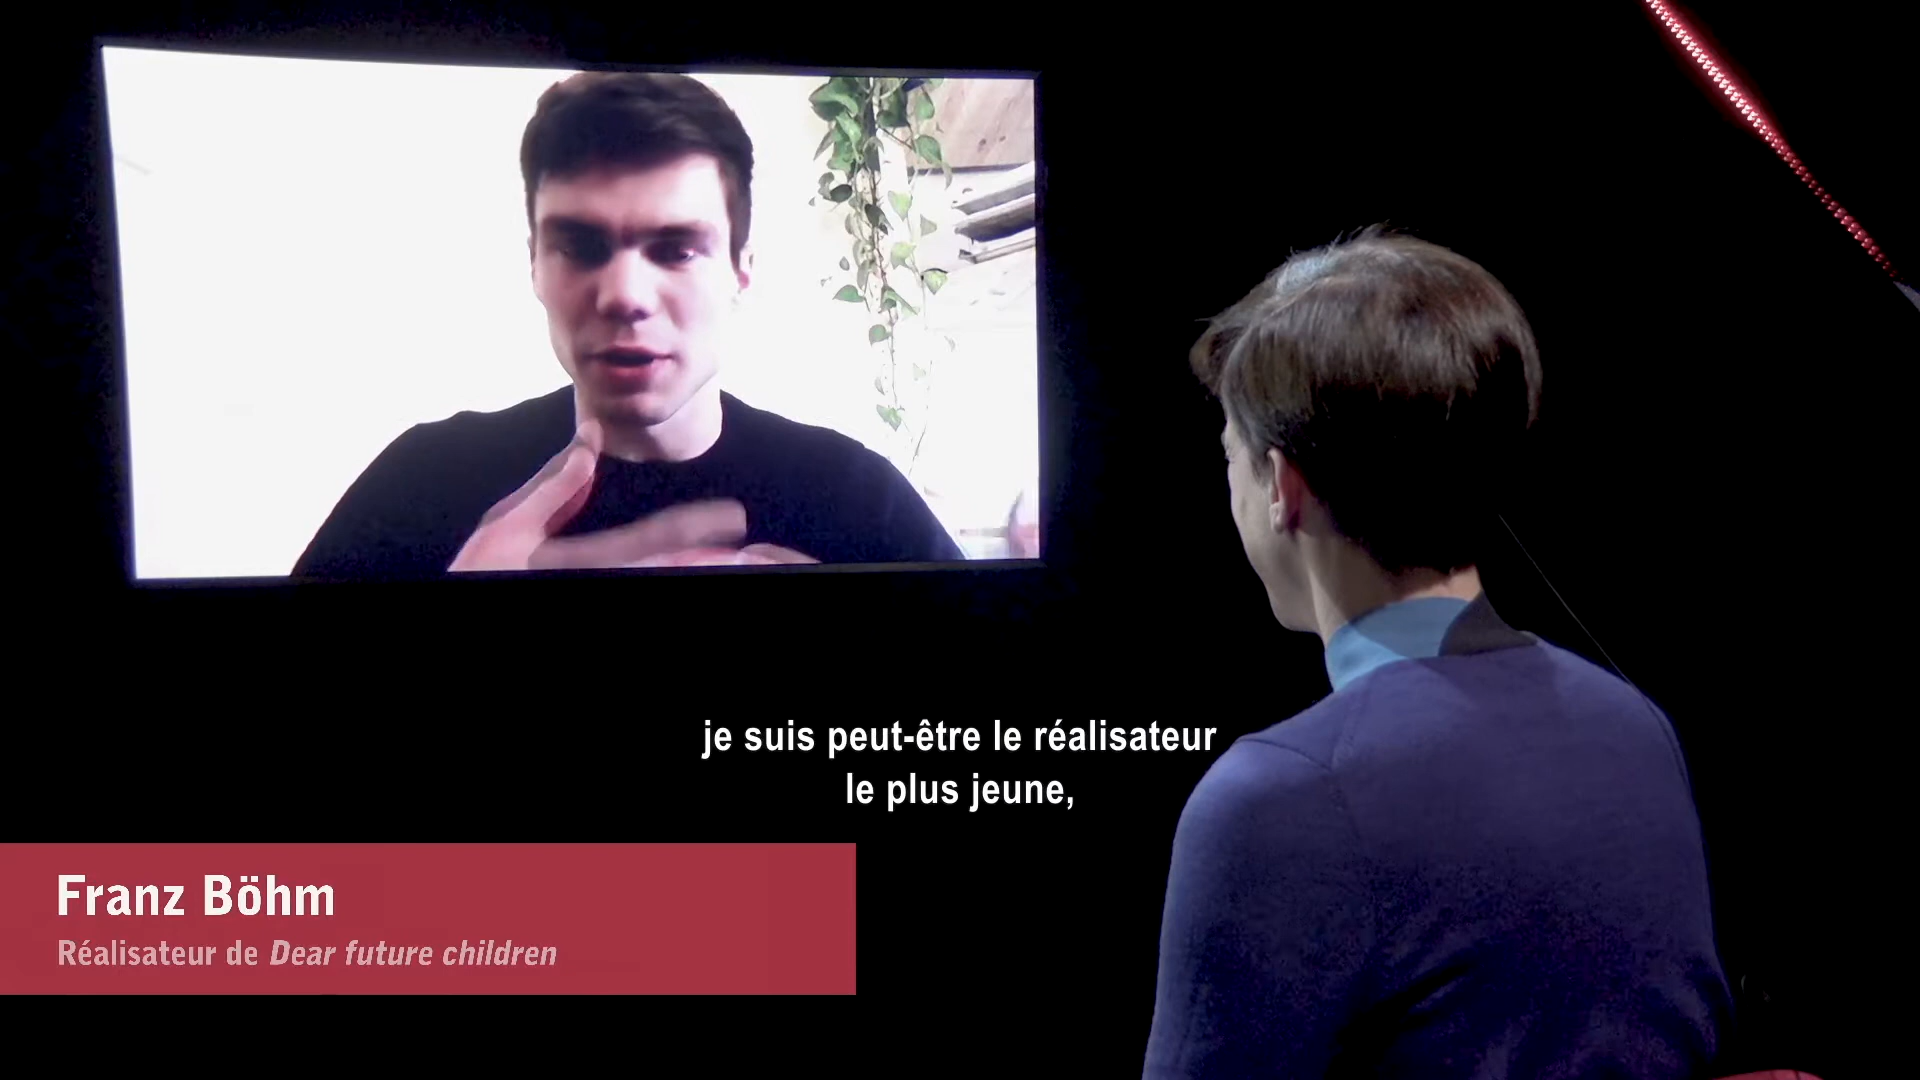 je suis peut-être le réalisateur
le plus jeune,
Franz Böhm
Réalisateur de Dear future children